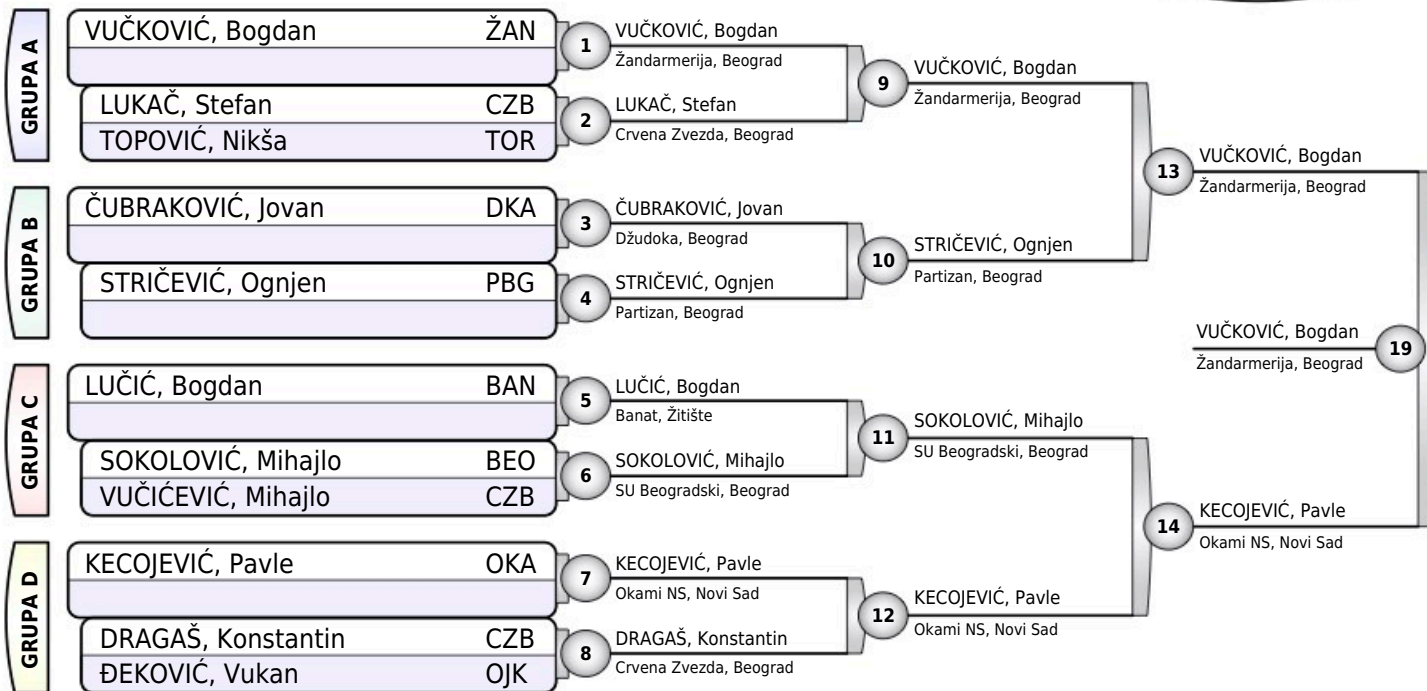 GRUPA A
VUČKOVIĆ, Bogdan ŽAN
LUKAČ, Stefan CZB
TOPOVIĆ, Nikša TOR
GRUPA B
ČUBRAKOVIĆ, Jovan DKA
STRIČEVIĆ, Ognjen PBG
GRUPA C
LUČIĆ, Bogdan BAN
SOKOLOVIĆ, Mihajlo BEO
VUČIĆEVIĆ, Mihajlo CZB
GRUPA D
KECOJEVIĆ, Pavle OKA
DRAGAŠ, Konstantin CZB
ĐEKOVIĆ, Vukan OJK
1
VUČKOVIĆ, Bogdan
Žandarmerija, Beograd
2
LUKAČ, Stefan
Crvena Zvezda, Beograd
3
ČUBRAKOVIĆ, Jovan
Džudoka, Beograd
4
STRIČEVIĆ, Ognjen
Partizan, Beograd
5
LUČIĆ, Bogdan
Banat, Žitište
6
SOKOLOVIĆ, Mihajlo
SU Beogradski, Beograd
7
KECOJEVIĆ, Pavle
Okami NS, Novi Sad
8
DRAGAŠ, Konstantin
Crvena Zvezda, Beograd
9
VUČKOVIĆ, Bogdan
Žandarmerija, Beograd
10
STRIČEVIĆ, Ognjen
Partizan, Beograd
11
SOKOLOVIĆ, Mihajlo
SU Beogradski, Beograd
12
KECOJEVIĆ, Pavle
Okami NS, Novi Sad
13
VUČKOVIĆ, Bogdan
Žandarmerija, Beograd
14
KECOJEVIĆ, Pavle
Okami NS, Novi Sad
VUČKOVIĆ, Bogdan
Žandarmerija, Beograd
19